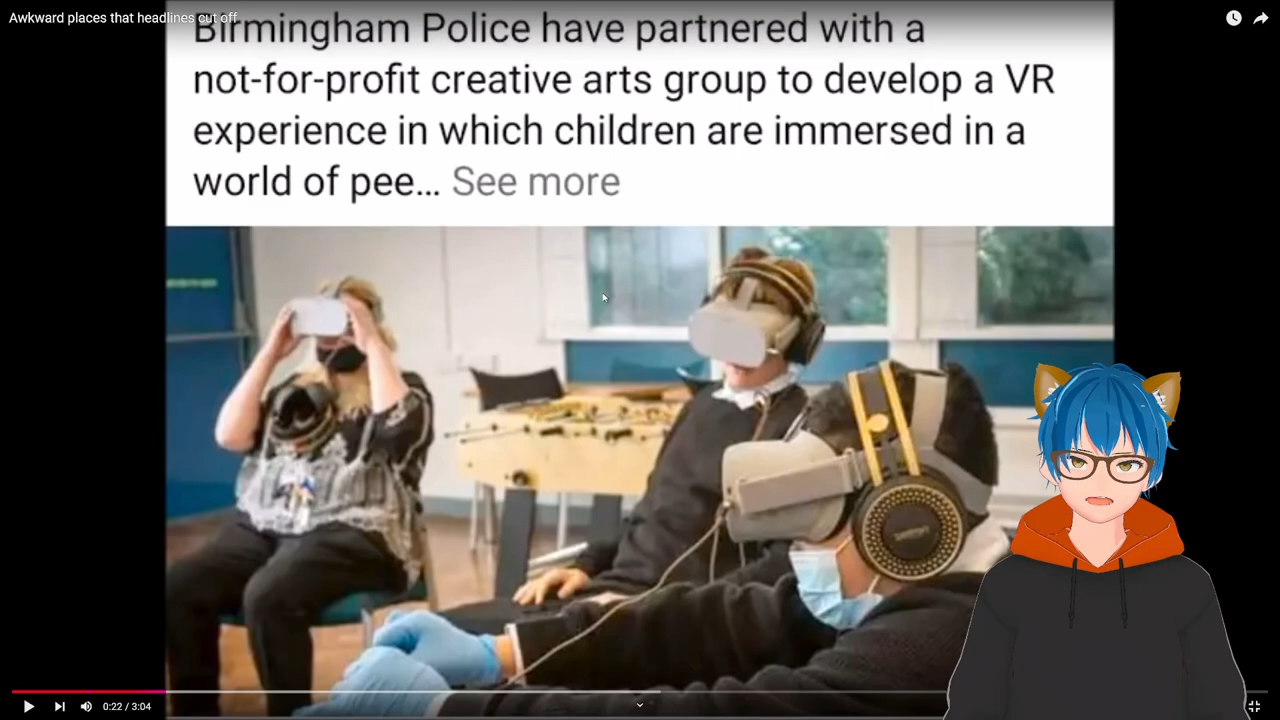 Awkward places that headlines cut off
Birmingham Police have partnered with a
not-for-profit creative arts group to develop a VR
experience in which children are immersed in a
world of pee... See more
0:22 / 3:04